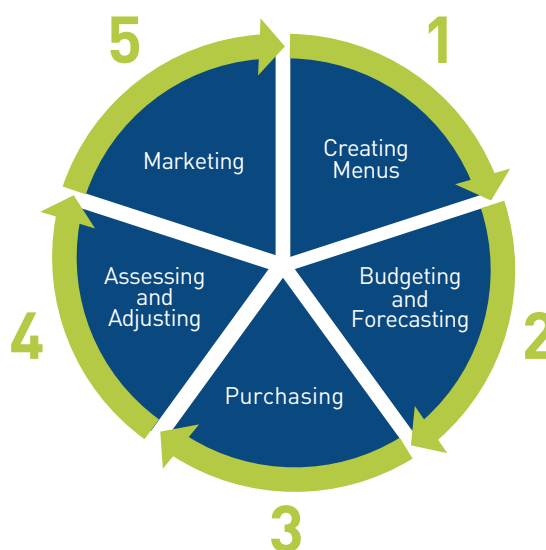 1
Creating
Menus
2
Budgeting
and
Forecasting
3
Purchasing
4
Assessing
and
Adjusting
5
Marketing